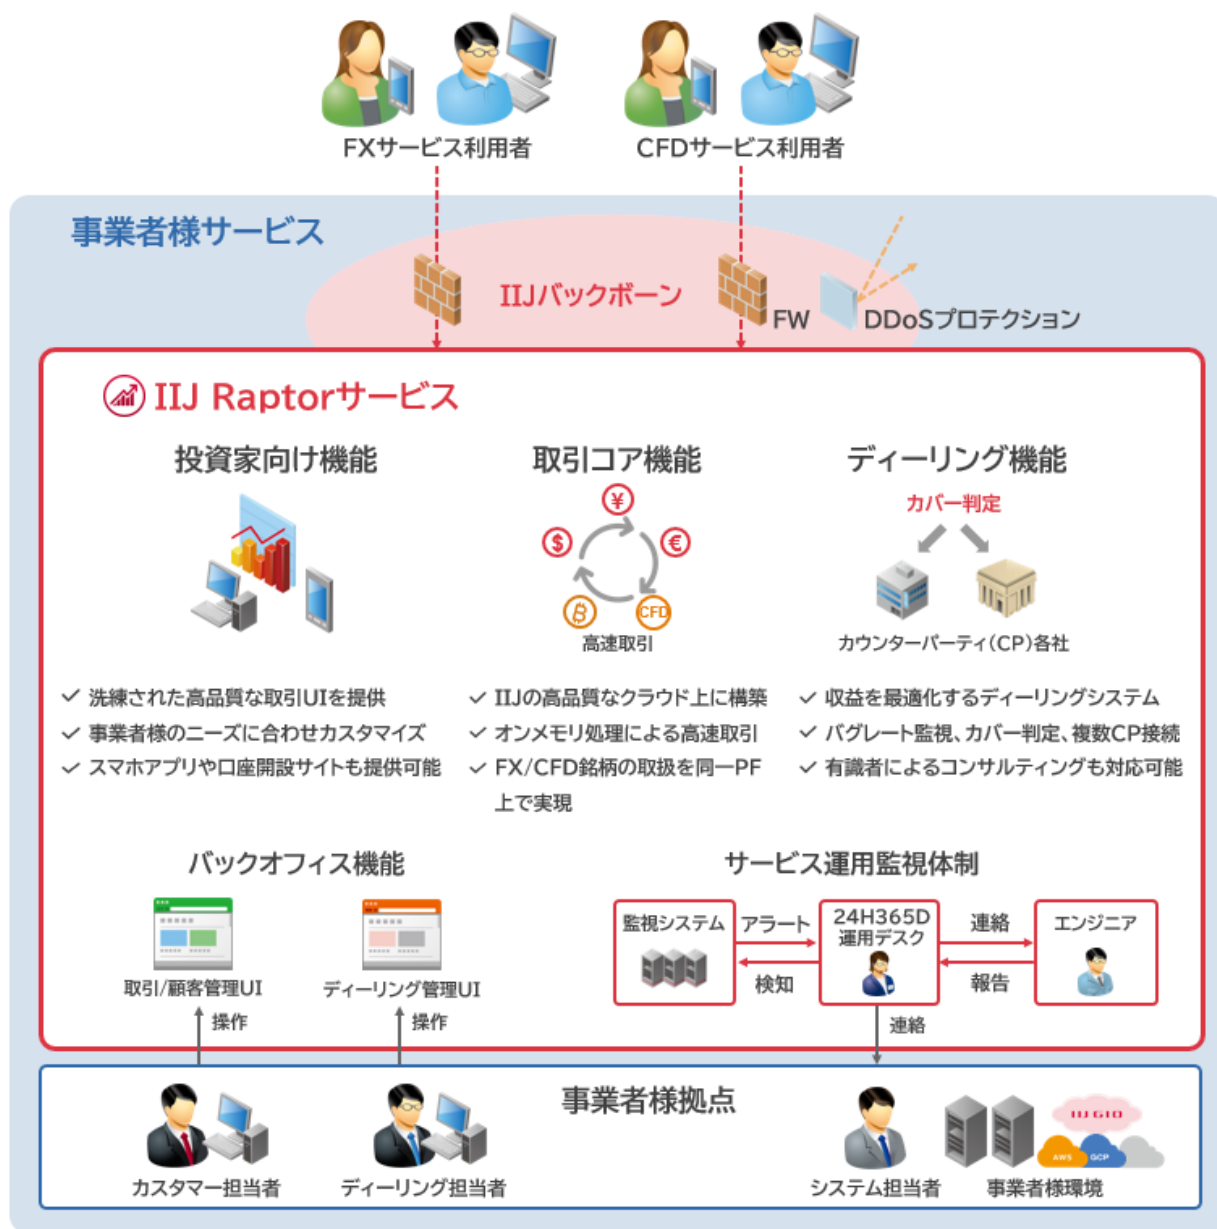 FXサービス利用者
CFDサービス利用者
事業者様サービス
IIJバックボーン
FW
DDoSプロテクション
IIJ Raptorサービス
投資家向け機能
取引コア機能
ディーリング機能
カバー判定
¥
$
€
CFD
高速取引
カウンターパーティ(CP)各社
✓ 洗練された高品質な取引UIを提供
✓ 事業者様のニーズに合わせカスタマイズ
✓ スマホアプリや口座開設サイトも提供可能
✓ IIJの高品質なクラウド上に構築
✓ オンメモリ処理による高速取引
✓ FX/CFD銘柄の取扱を同一PF
上で実現
✓ 収益を最適化するディーリングシステム
✓ バグレート監視、カバー判定、複数CP接続
✓ 有識者によるコンサルティングも対応可能
バックオフィス機能
取引/顧客管理UI
ディーリング管理UI
操作
操作
サービス運用監視体制
監視システム
アラート
検知
24H365D
運用デスク
連絡
報告
エンジニア
連絡
事業者様拠点
カスタマー担当者
ディーリング担当者
システム担当者
IIJ GIO
AWS
GCP
事業者様環境